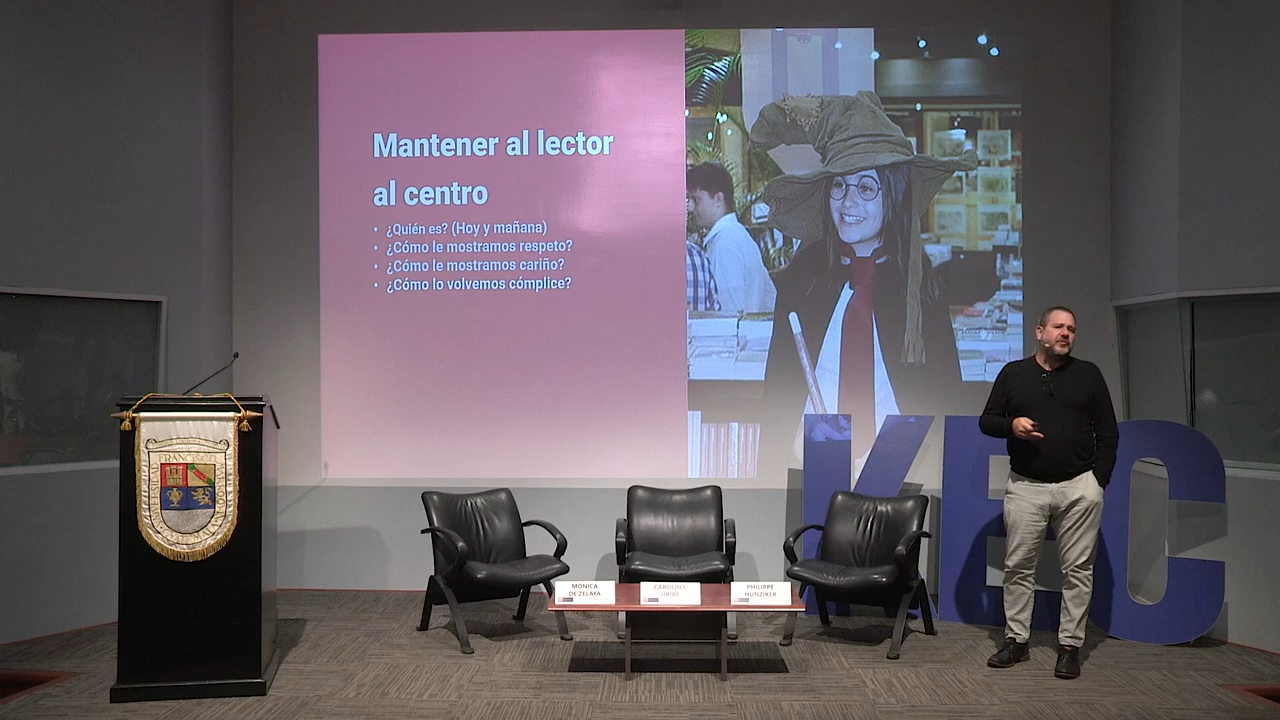 Mantener al lector
al centro
• ¿Quién es? (Hoy y mañana)
• ¿Cómo le mostramos respeto?
• ¿Cómo le mostramos cariño?
• ¿Cómo lo volvemos cómplice?
FRANCISCO
MONICA
DE ZELAYA
CAROLINA
URIBE
PHILIPPE
HUNZIKER
KEC